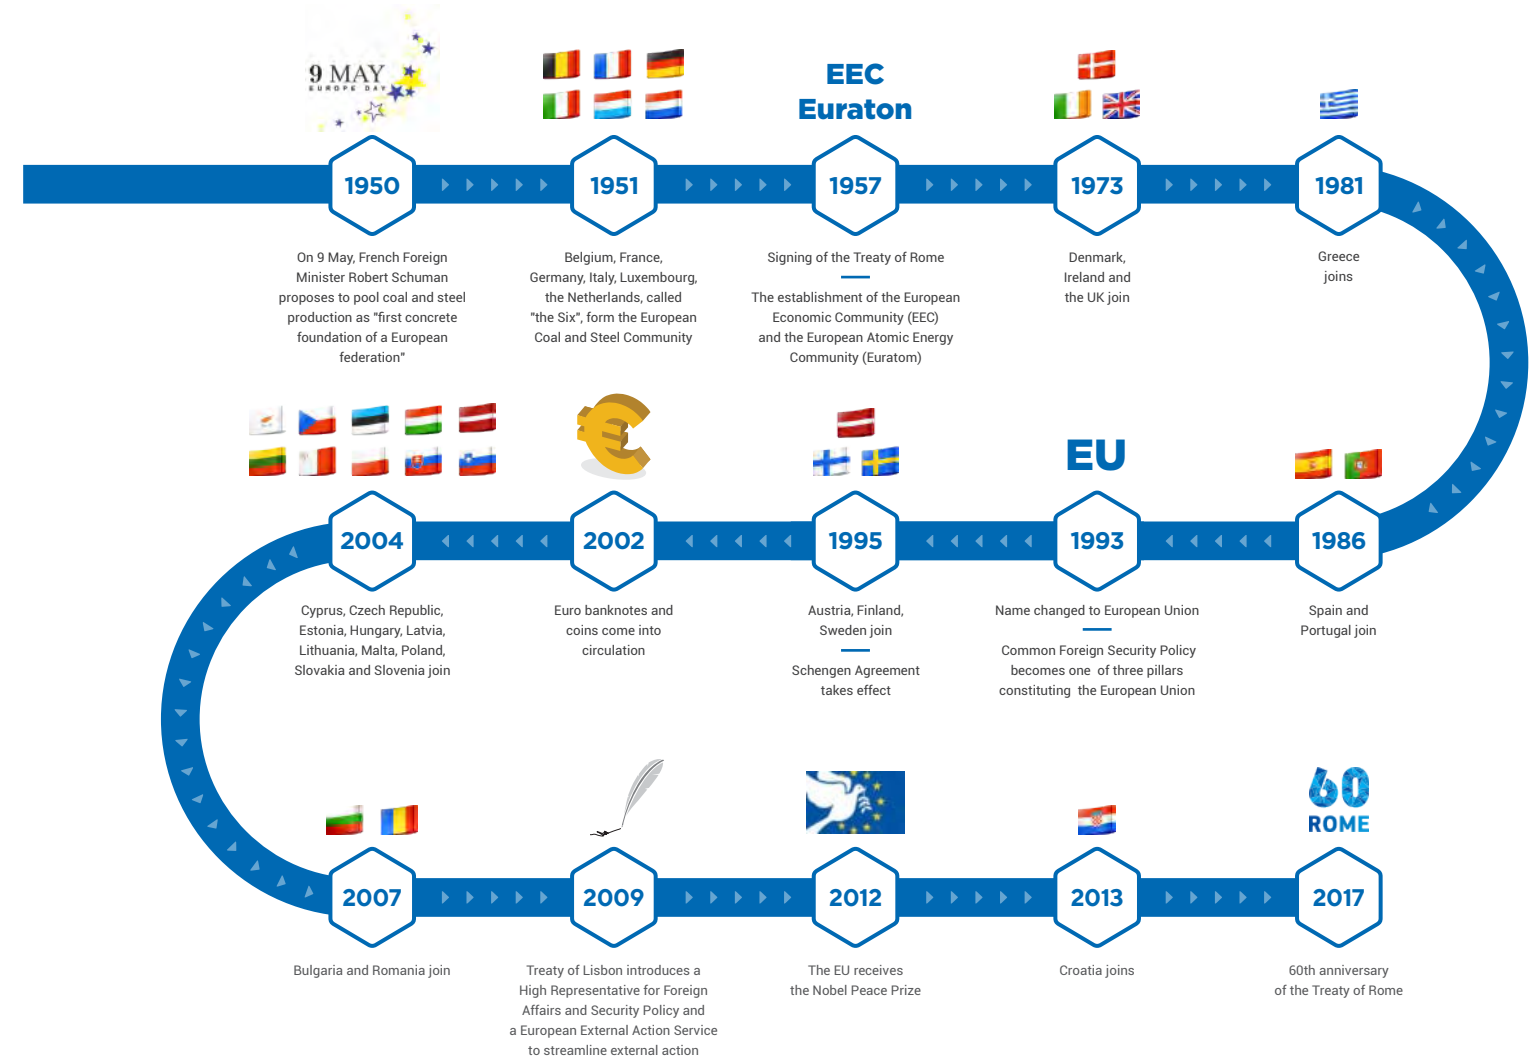 9 MAY
EUROPE DAY
EEC
Euraton
1950
1951
1957
1973
1981
On 9 May, French Foreign
Minister Robert Schuman
proposes to pool coal and steel
production as "first concrete
foundation of a European
federation"
Belgium, France,
Germany, Italy, Luxembourg,
the Netherlands, called
"the Six", form the European
Coal and Steel Community
Signing of the Treaty of Rome
The establishment of the European
Economic Community (EEC)
and the European Atomic Energy
Community (Euratom)
Denmark,
Ireland and
the UK join
Greece
joins
EU
2004
2002
1995
1993
1986
Cyprus, Czech Republic,
Estonia, Hungary, Latvia,
Lithuania, Malta, Poland,
Slovakia and Slovenia join
Euro banknotes and
coins come into
circulation
Austria, Finland,
Sweden join
Schengen Agreement
takes effect
Name changed to European Union
Common Foreign Security Policy
becomes one of three pillars
constituting the European Union
Spain and
Portugal join
60
ROME
2007
2009
2012
2013
2017
Bulgaria and Romania join
Treaty of Lisbon introduces a
High Representative for Foreign
Affairs and Security Policy and
a European External Action Service
to streamline external action
The EU receives
the Nobel Peace Prize
Croatia joins
60th anniversary
of the Treaty of Rome